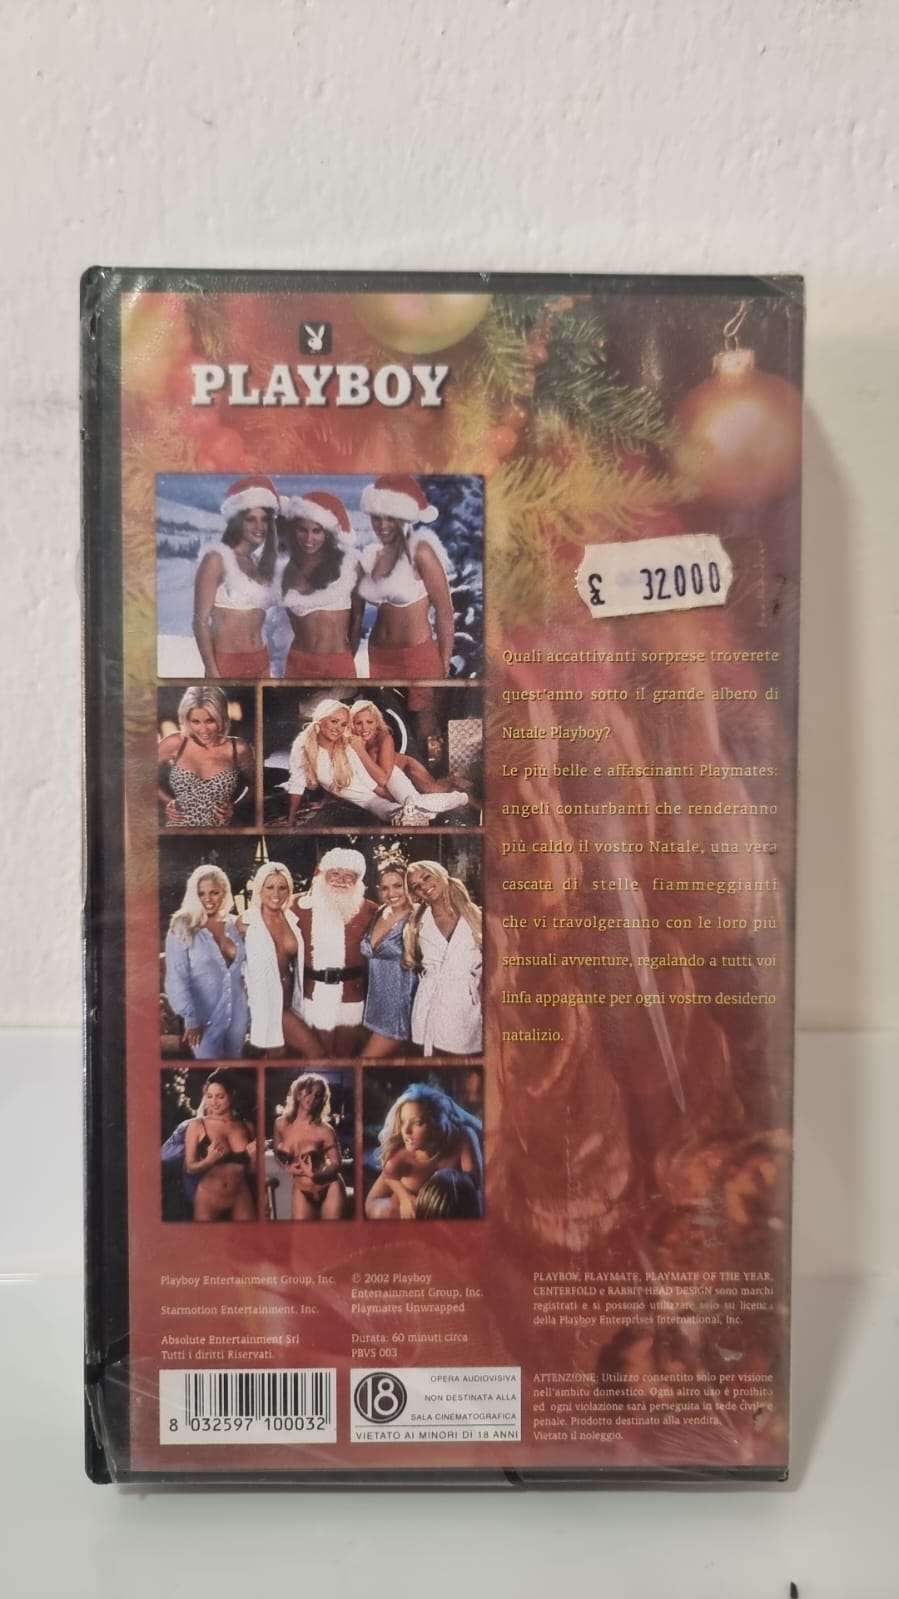 PLAYBOY
£ 32000
Quali accattivanti sorprese troverete
quest'anno sotto il grande albero di
Natale Playboy?
Le più belle e affascinanti Playmates:
angeli conturbanti che renderanno
più caldo il vostro Natale, una vera
cascata di stelle fiammeggianti
che vi travolgeranno con le loro più
sensuali avventure, regalando a tutti voi
linfa appagante per ogni vostro desiderio
natalizio.
Playboy Entertainment Group, Inc.
Starmotion Entertainment, Inc.
Absolute Entertainment Srl
Tutti i diritti Riservati.
© 2002 Playboy
Entertainment Group, Inc.
Playmates Unwrapped
Durata: 60 minuti circa
PBVS 003
PLAYBOY, PLAYMATE, PLAYMATE OF THE YEAR,
CENTERFOLD e RABBIT HEAD DESIGN sono marchi
registrati e si possono utilizzare solo su licenza
della Playboy Enterprises International, Inc.
8 032597 100032
18
OPERA AUDIOVISIVA
NON DESTINATA ALLA
SALA CINEMATOGRAFICA
VIETATO AI MINORI DI 18 ANNI
ATTENZIONE: Utilizzo consentito solo per visione
nell'ambito domestico. Ogni altro uso è proibito
ed ogni violazione sarà perseguita in sede civile e
penale. Prodotto destinato alla vendita.
Vietato il noleggio.